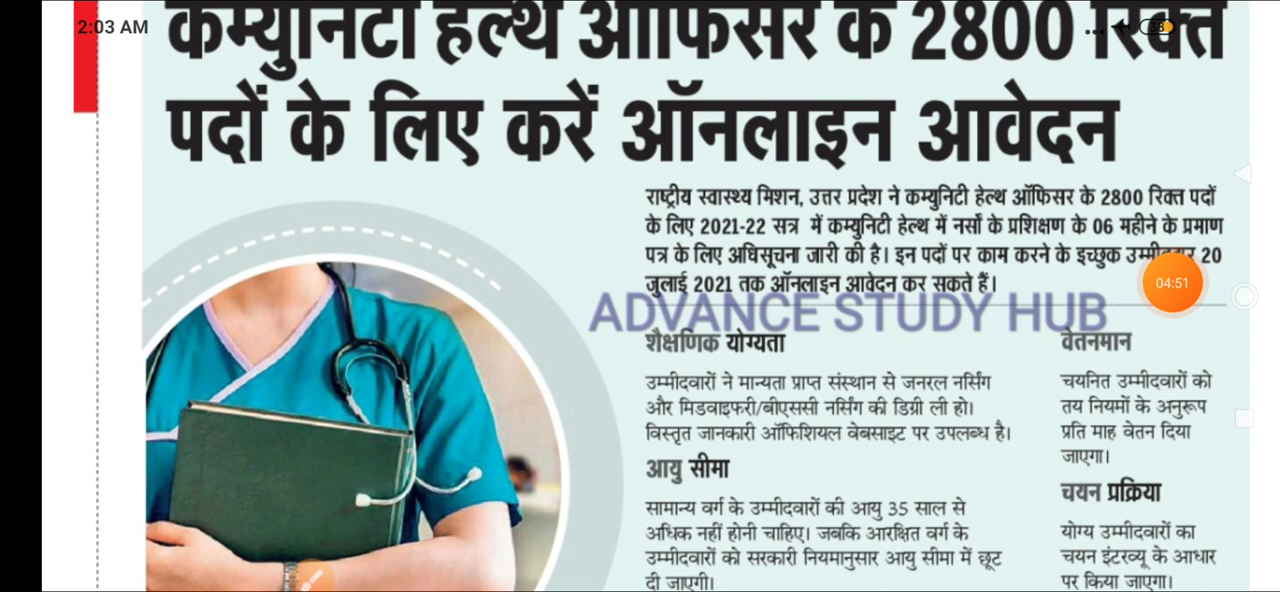 2:03 AM
58
कम्युनिटी हेल्थ ऑफिसर के 2800 रिक्त
पदों के लिए करें ऑनलाइन आवेदन
राष्ट्रीय स्वास्थ्य मिशन, उत्तर प्रदेश ने कम्युनिटी हेल्थ ऑफिसर के 2800 रिक्त पदों
के लिए 2021-22 सत्र में कम्युनिटी हेल्थ में नर्सों के प्रशिक्षण के 06 महीने के प्रमाण
पत्र के लिए अधिसूचना जारी की है। इन पदों पर काम करने के इच्छुक उम्मीदवार 20
जुलाई 2021 तक ऑनलाइन आवेदन कर सकते हैं।
04:51
ADVANCE STUDY HUB
शैक्षणिक योग्यता
उम्मीदवारों ने मान्यता प्राप्त संस्थान से जनरल नर्सिंग
और मिडवाइफरी/बीएससी नर्सिंग की डिग्री ली हो।
विस्तृत जानकारी ऑफिशियल वेबसाइट पर उपलब्ध है।
आयु सीमा
सामान्य वर्ग के उम्मीदवारों की आयु 35 साल से
अधिक नहीं होनी चाहिए। जबकि आरक्षित वर्ग के
उम्मीदवारों को सरकारी नियमानुसार आयु सीमा में छूट
दी जाएगी।
वेतनमान
चयनित उम्मीदवारों को
तय नियमों के अनुरूप
प्रति माह वेतन दिया
जाएगा।
चयन प्रक्रिया
योग्य उम्मीदवारों का
चयन इंटरव्यू के आधार
पर किया जाएगा।